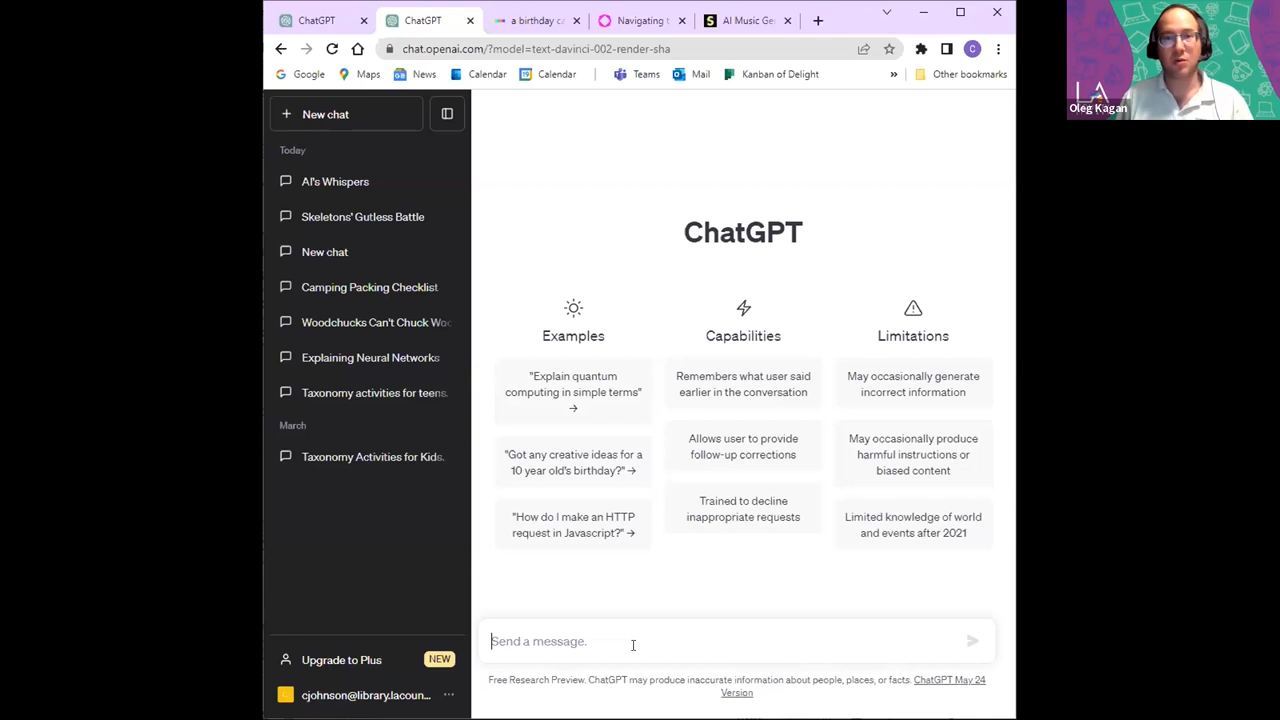 ChatGPT
ChatGPT
a birthday ca
Navigating t
AI Music Ge
chat.openai.com/?model=text-davinci-002-render-sha
C
Google
Maps
News
Calendar
Calendar
Teams
Mail
Kanban of Delight
»
Other bookmarks
LA
Oleg Kagan
+ New chat
Today
AI's Whispers
Skeletons' Gutless Battle
New chat
Camping Packing Checklist
Woodchucks Can't Chuck Woo
Explaining Neural Networks
Taxonomy activities for teens.
March
Taxonomy Activities for Kids.
Upgrade to Plus
NEW
cjohnson@library.lacoun...
ChatGPT
Examples
"Explain quantum
computing in simple terms"
→
"Got any creative ideas for a
10 year old's birthday?" →
"How do I make an HTTP
request in Javascript?" →
Capabilities
Remembers what user said
earlier in the conversation
Allows user to provide
follow-up corrections
Trained to decline
inappropriate requests
Limitations
May occasionally generate
incorrect information
May occasionally produce
harmful instructions or
biased content
Limited knowledge of world
and events after 2021
Send a message.
Free Research Preview. ChatGPT may produce inaccurate information about people, places, or facts. ChatGPT May 24
Version